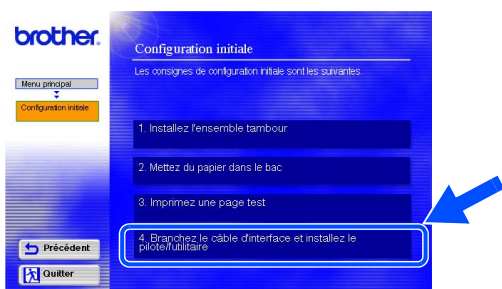 brother.
Configuration initiale
Les consignes de configuration initiale sont les suivantes.
Menu principal
Configuration initiale
1. Installez l'ensemble tambour
2. Mettez du papier dans le bac
3. Imprimez une page test
4. Branchez le câble d'interface et installez le
pilote/l'utilitaire
Précédent
Quitter